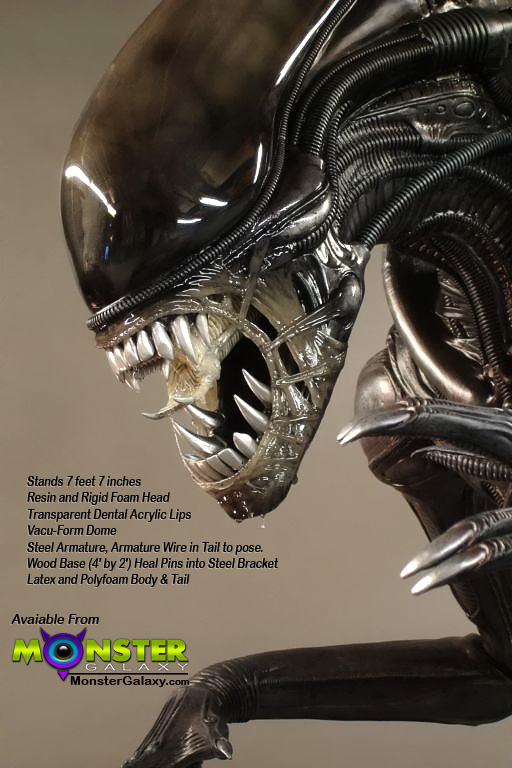 Stands 7 feet 7 inches
Resin and Rigid Foam Head
Transparent Dental Acrylic Lips
Vacu-Form Dome
Steel Armature, Armature Wire in Tail to pose.
Wood Base (4' by 2') Heal Pins into Steel Bracket
Latex and Polyfoam Body & Tail
Avaiable From
MONSTER
GALAXY
MonsterGalaxy.com